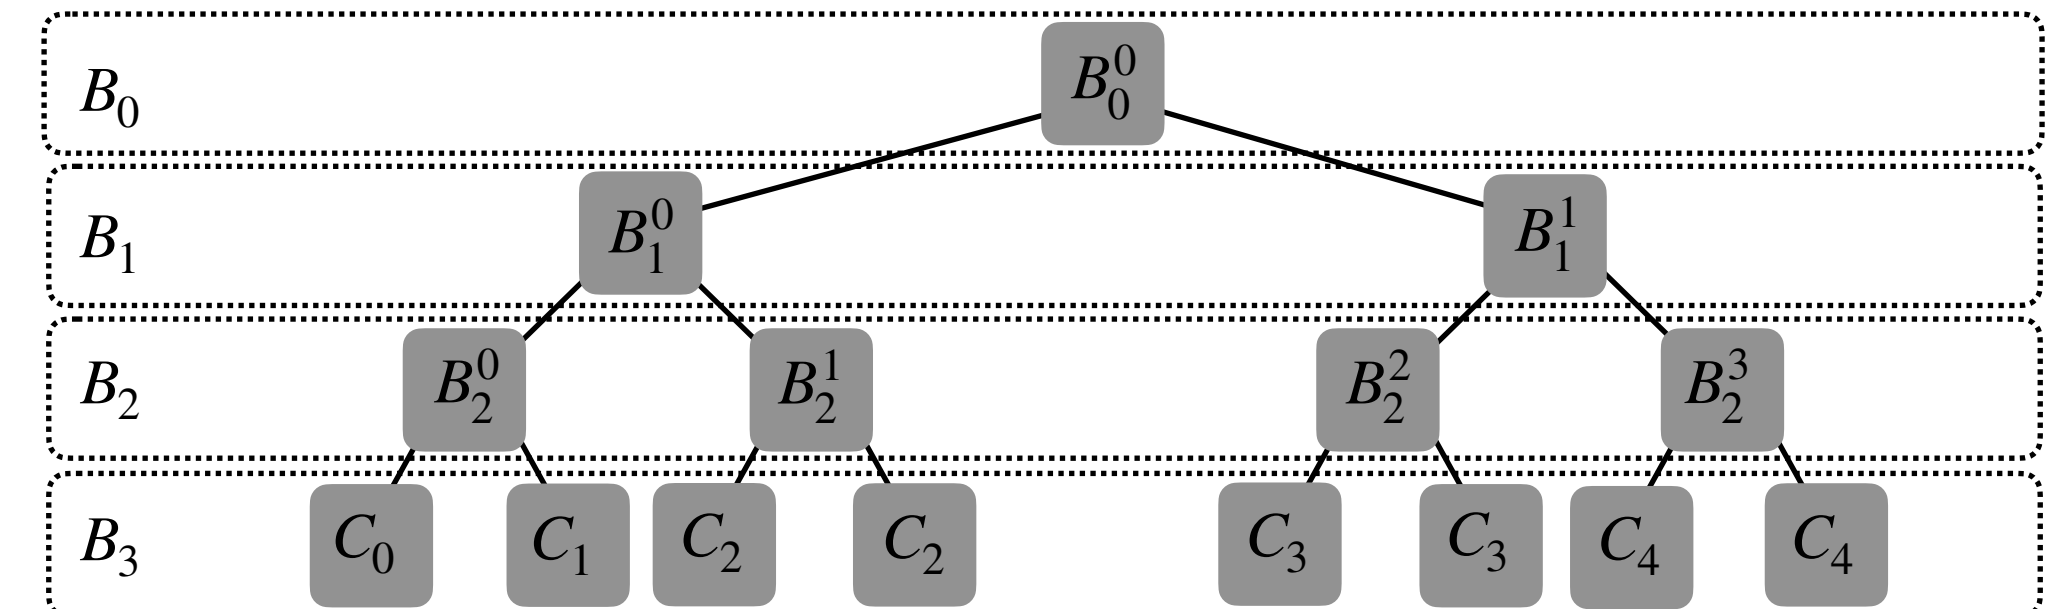 B_0 B_0^0
B_1 B_1^0 B_1^1
B_2 B_2^0 B_2^1 B_2^2 B_2^3
B_3 C_0 C_1 C_2 C_2 C_3 C_3 C_4 C_4